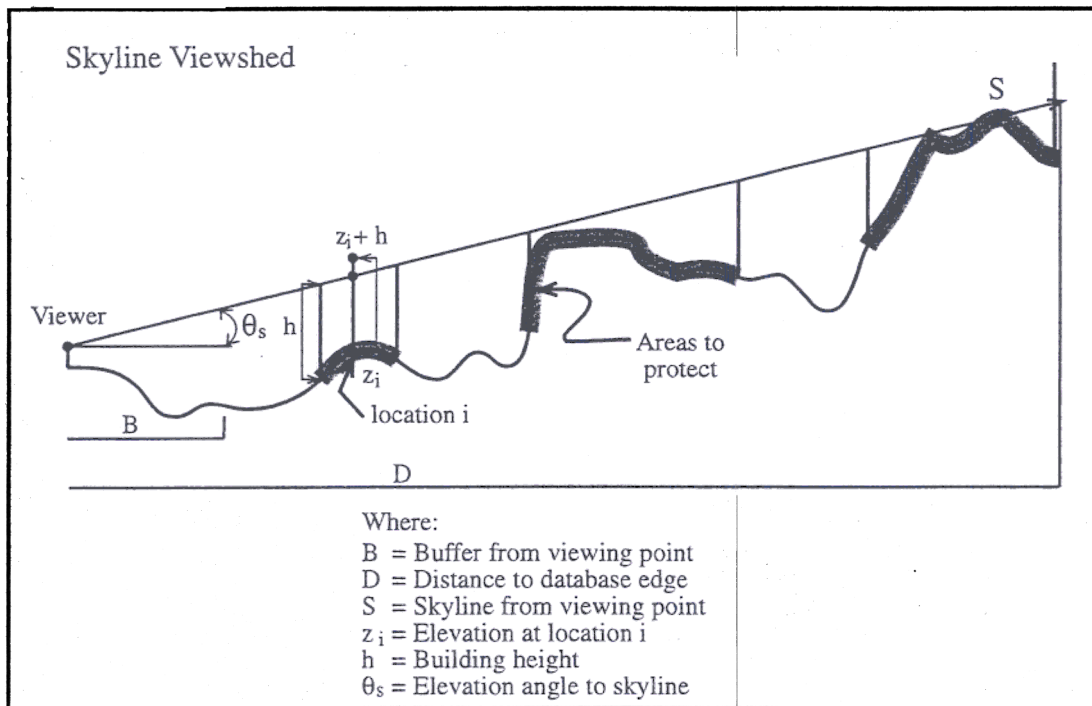 Skyline Viewshed
S
zᵢ + h
Viewer
θₛ h
Areas to
protect
zᵢ
location i
B
D
Where:
B = Buffer from viewing point
D = Distance to database edge
S = Skyline from viewing point
z ᵢ = Elevation at location i
h = Building height
θₛ = Elevation angle to skyline